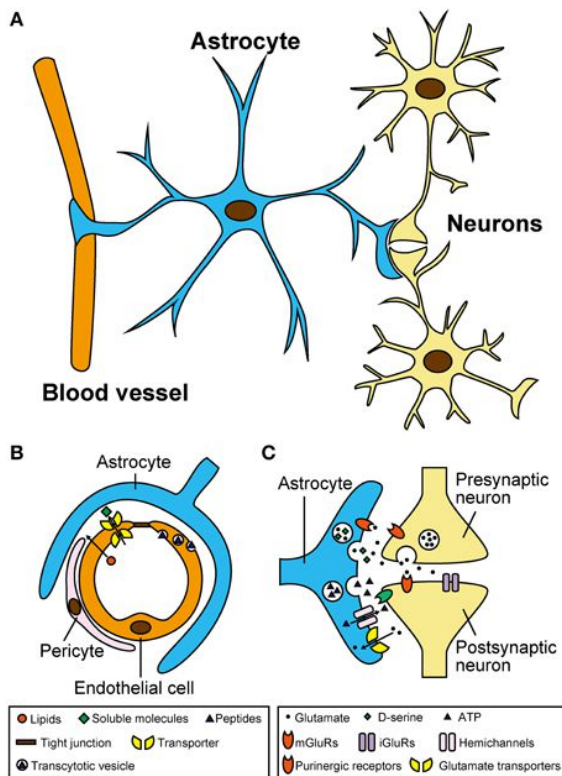 A
Astrocyte
Neurons
Blood vessel
B
Astrocyte
Pericyte
Endothelial cell
C
Astrocyte
Presynaptic
neuron
Postsynaptic
neuron
Lipids Soluble molecules Peptides
Tight junction Transporter
Transcytotic vesicle
Glutamate D-serine ATP
mGluRs iGluRs Hemichannels
Purinergic receptors Glutamate transporters